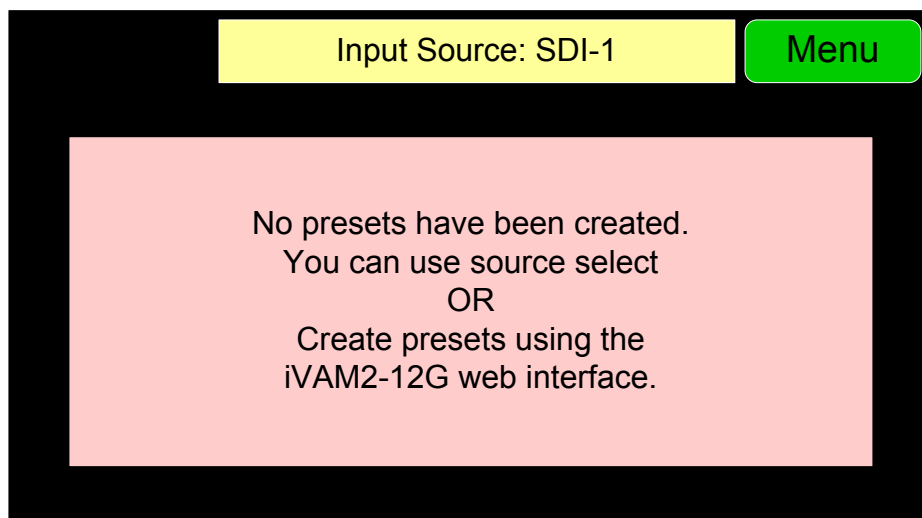 Input Source: SDI-1
Menu
No presets have been created.
You can use source select
OR
Create presets using the
iVAM2-12G web interface.